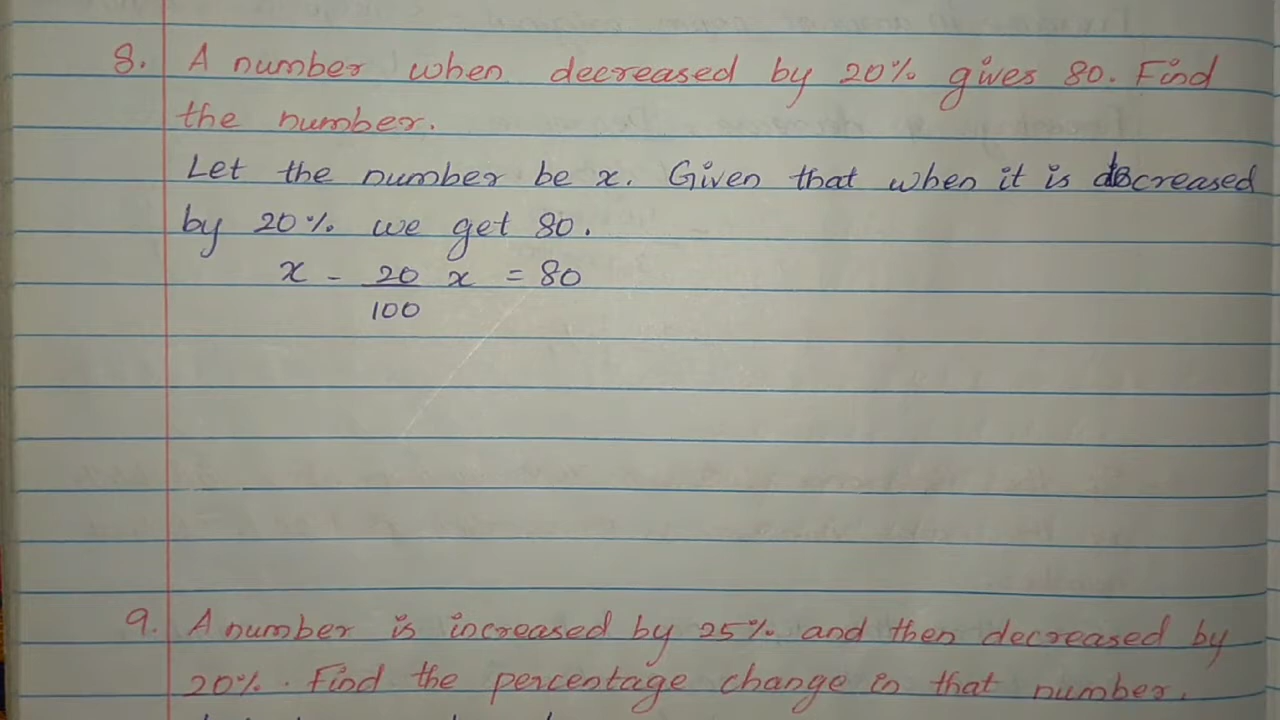 8. A number when decreased by 20% gives 80. Find
the number.
Let the number be x. Given that when it is decreased
by 20% we get 80.
x - 20/100 x = 80
9. A number is increased by 25% and then decreased by
20%. Find the percentage change in that number.